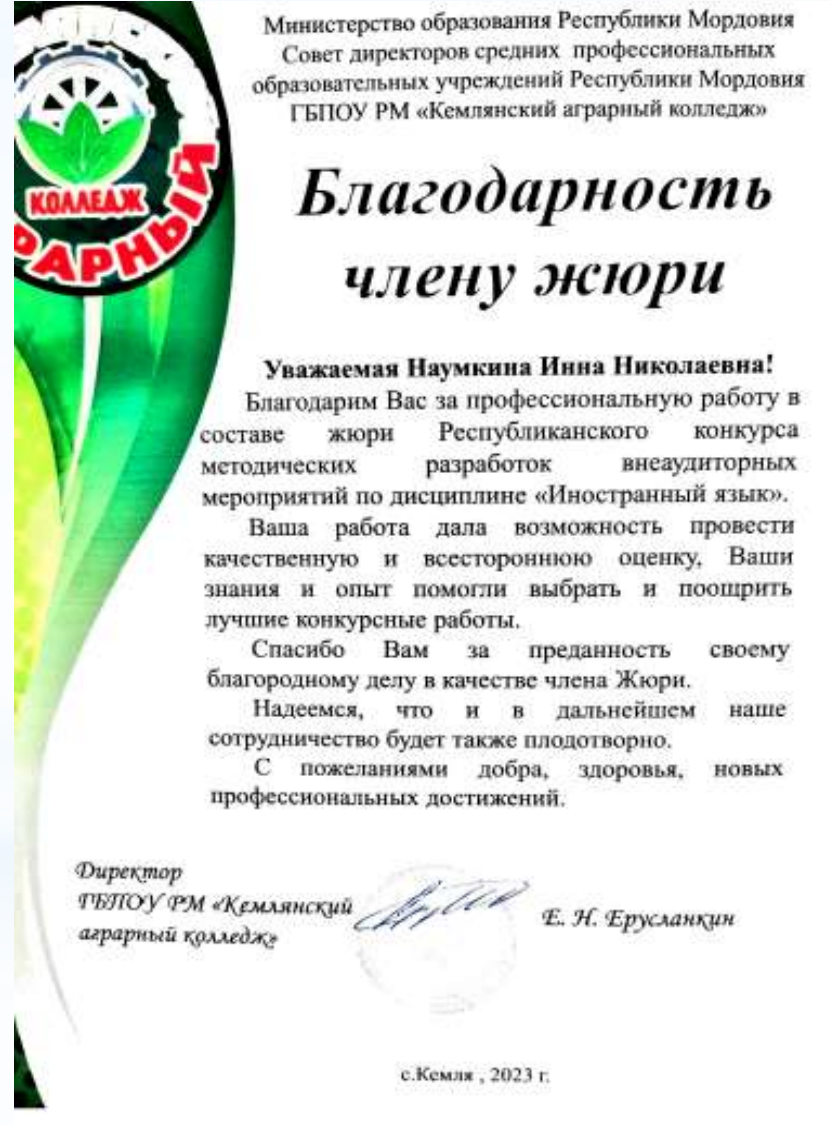 Министерство образования Республики Мордовия
Совет директоров средних профессиональных
образовательных учреждений Республики Мордовия
ГБПОУ РМ «Кемлянский аграрный колледж»
КОЛЛЕДЖ
Благодарность
члену жюри
Уважаемая Наумкина Инна Николаевна!
Благодарим Вас за профессиональную работу в
составе жюри Республиканского конкурса
методических разработок внеаудиторных
мероприятий по дисциплине «Иностранный язык».
Ваша работа дала возможность провести
качественную и всестороннюю оценку, Ваши
знания и опыт помогли выбрать и поощрить
лучшие конкурсные работы.
Спасибо Вам за преданность своему
благородному делу в качестве члена Жюри.
Надеемся, что и в дальнейшем наше
сотрудничество будет также плодотворно.
С пожеланиями добра, здоровья, новых
профессиональных достижений.
Директор
ГБПОУ РМ «Кемлянский
аграрный колледж»
Е. Н. Ерусланкин
с.Кемля , 2023 г.